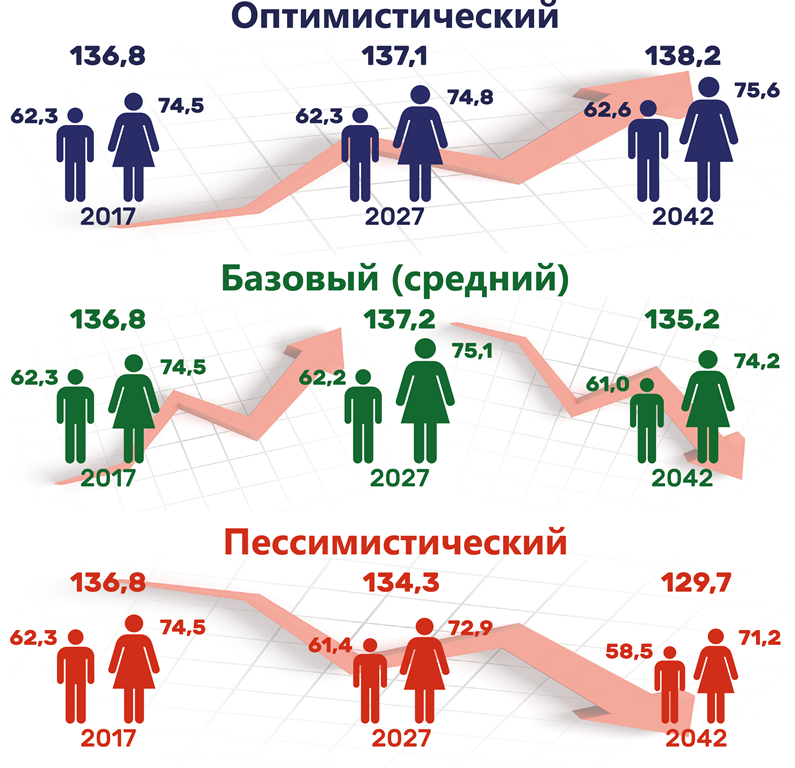 Оптимистический
136,8 137,1 138,2
62,3 74,5 62,3 74,8 62,6 75,6
2017 2027 2042
Базовый (средний)
136,8 137,2 135,2
62,3 74,5 62,2 75,1 61,0 74,2
2017 2027 2042
Пессимистический
136,8 134,3 129,7
62,3 74,5 61,4 72,9 58,5 71,2
2017 2027 2042